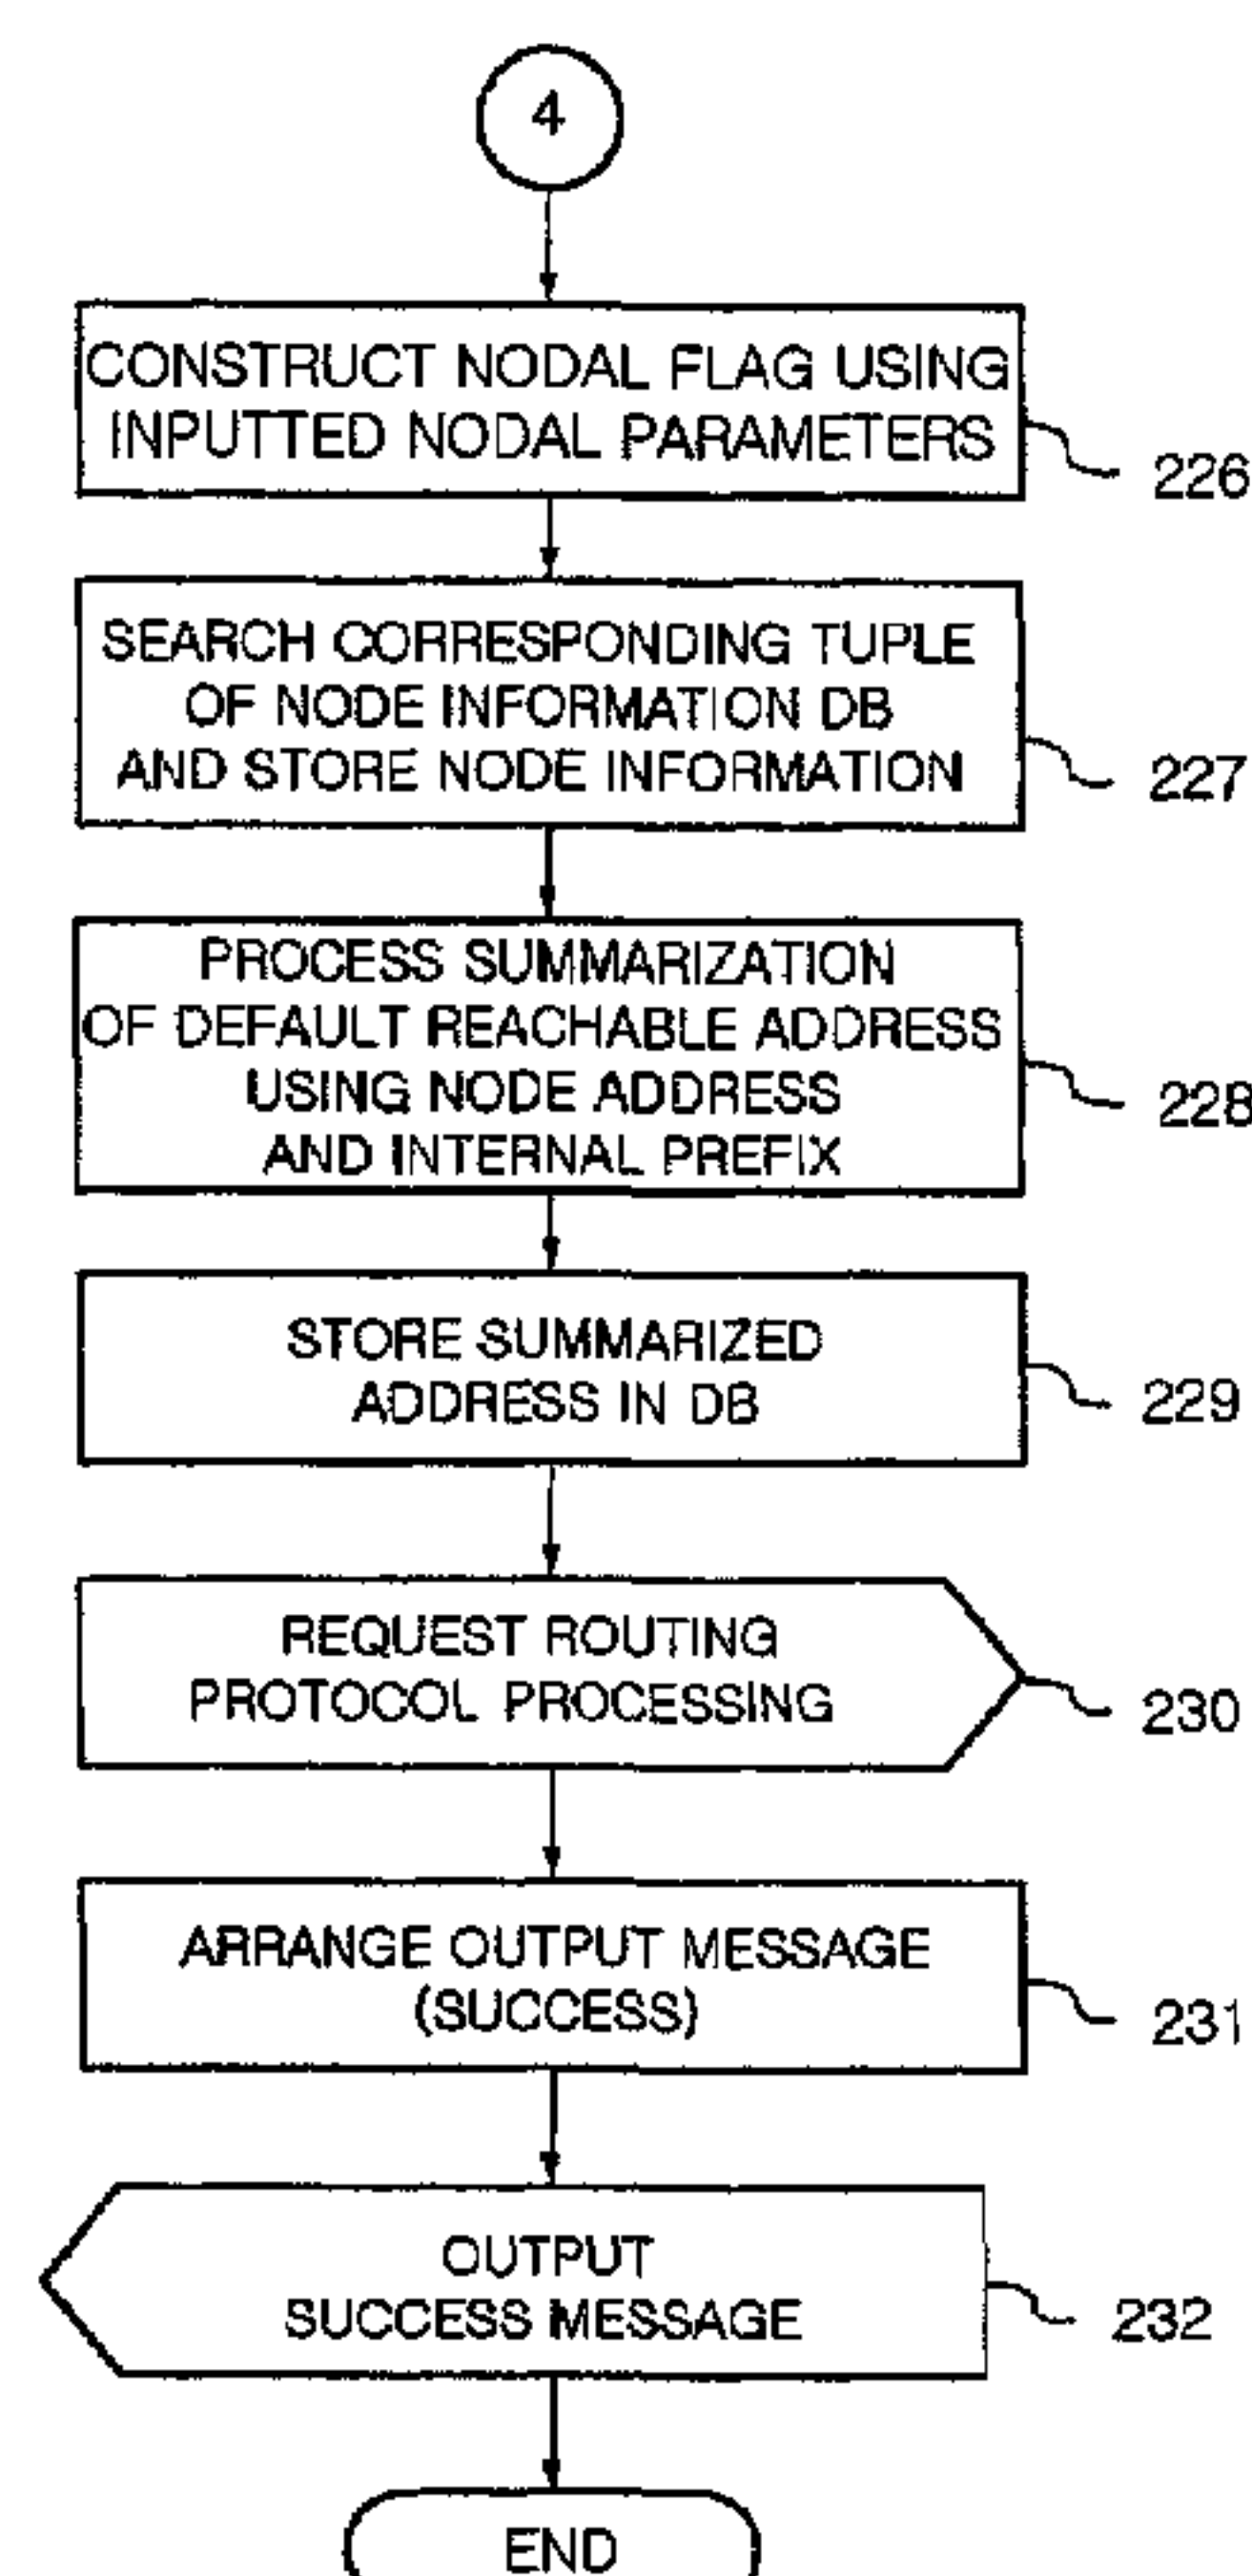 4
CONSTRUCT NODAL FLAG USING
INPUTTED NODAL PARAMETERS
226
SEARCH CORRESPONDING TUPLE
OF NODE INFORMATION DB
AND STORE NODE INFORMATION
227
PROCESS SUMMARIZATION
OF DEFAULT REACHABLE ADDRESS
USING NODE ADDRESS
AND INTERNAL PREFIX
228
STORE SUMMARIZED
ADDRESS IN DB
229
REQUEST ROUTING
PROTOCOL PROCESSING
230
ARRANGE OUTPUT MESSAGE
(SUCCESS)
231
OUTPUT
SUCCESS MESSAGE
232
END